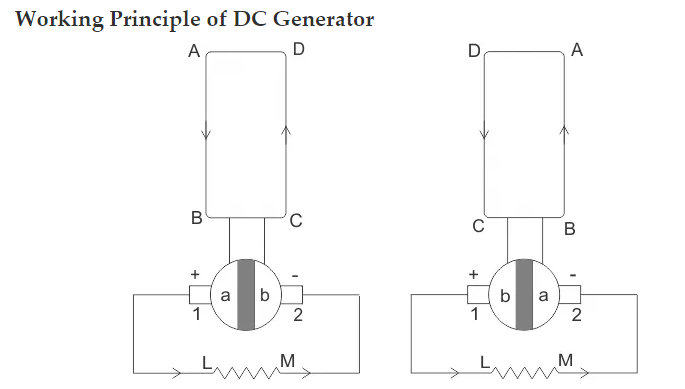 Working Principle of DC Generator
A D D A
B C C B
+ - + -
a b b a
1 2 1 2
L M L M